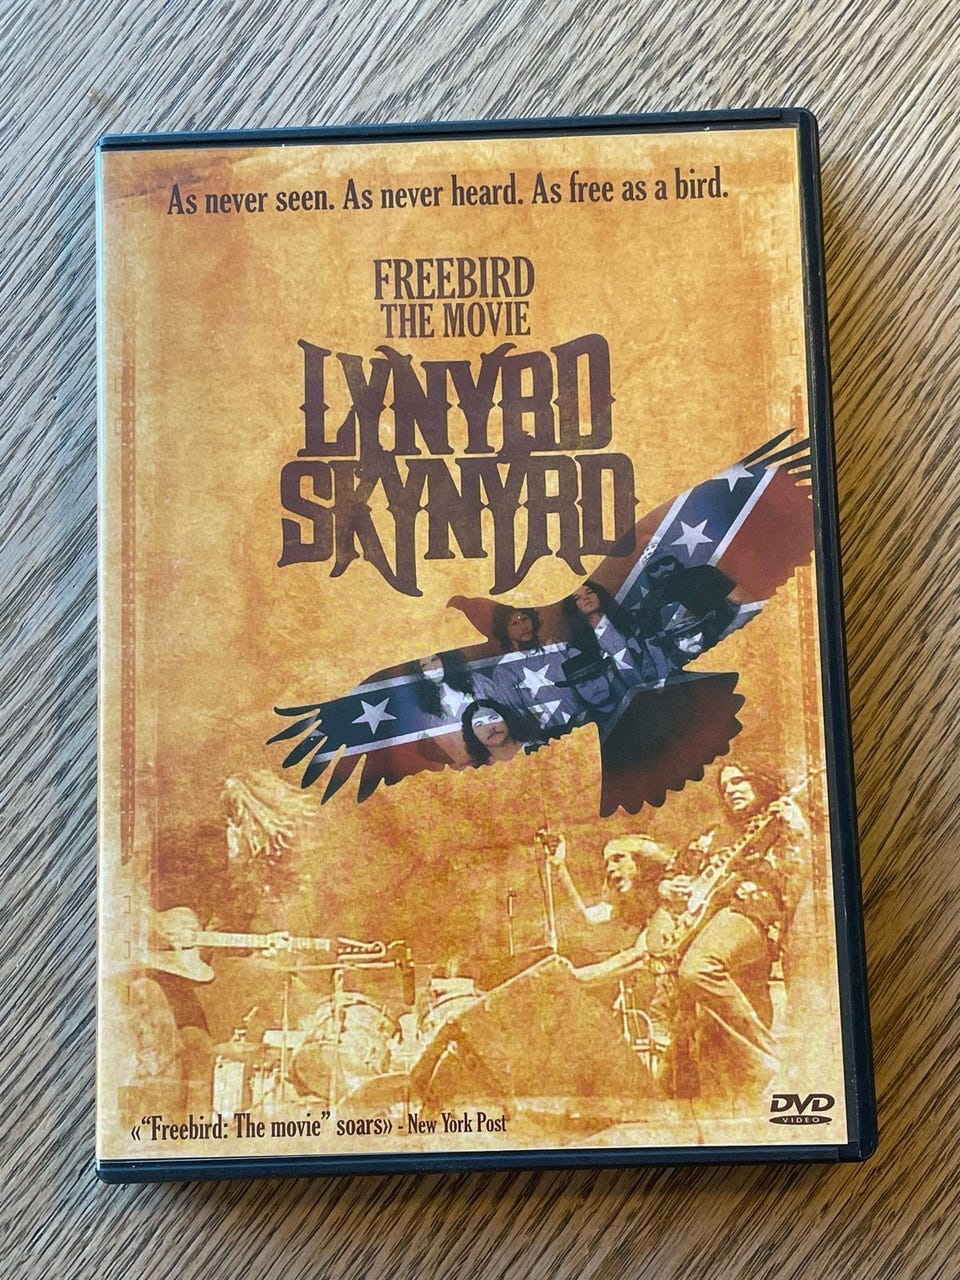 As never seen. As never heard. As free as a bird.
FREEBIRD
THE MOVIE
LYNYRD
SKYNYRD
«“Freebird: The movie” soars» - New York Post
DVD
VIDEO